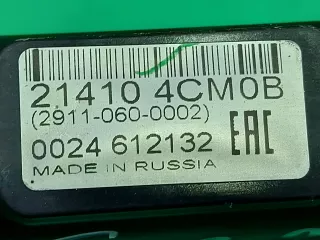 21410 4CM0B
(2911-060-0002)
0024 612132 EAC
MADE IN RUSSIA